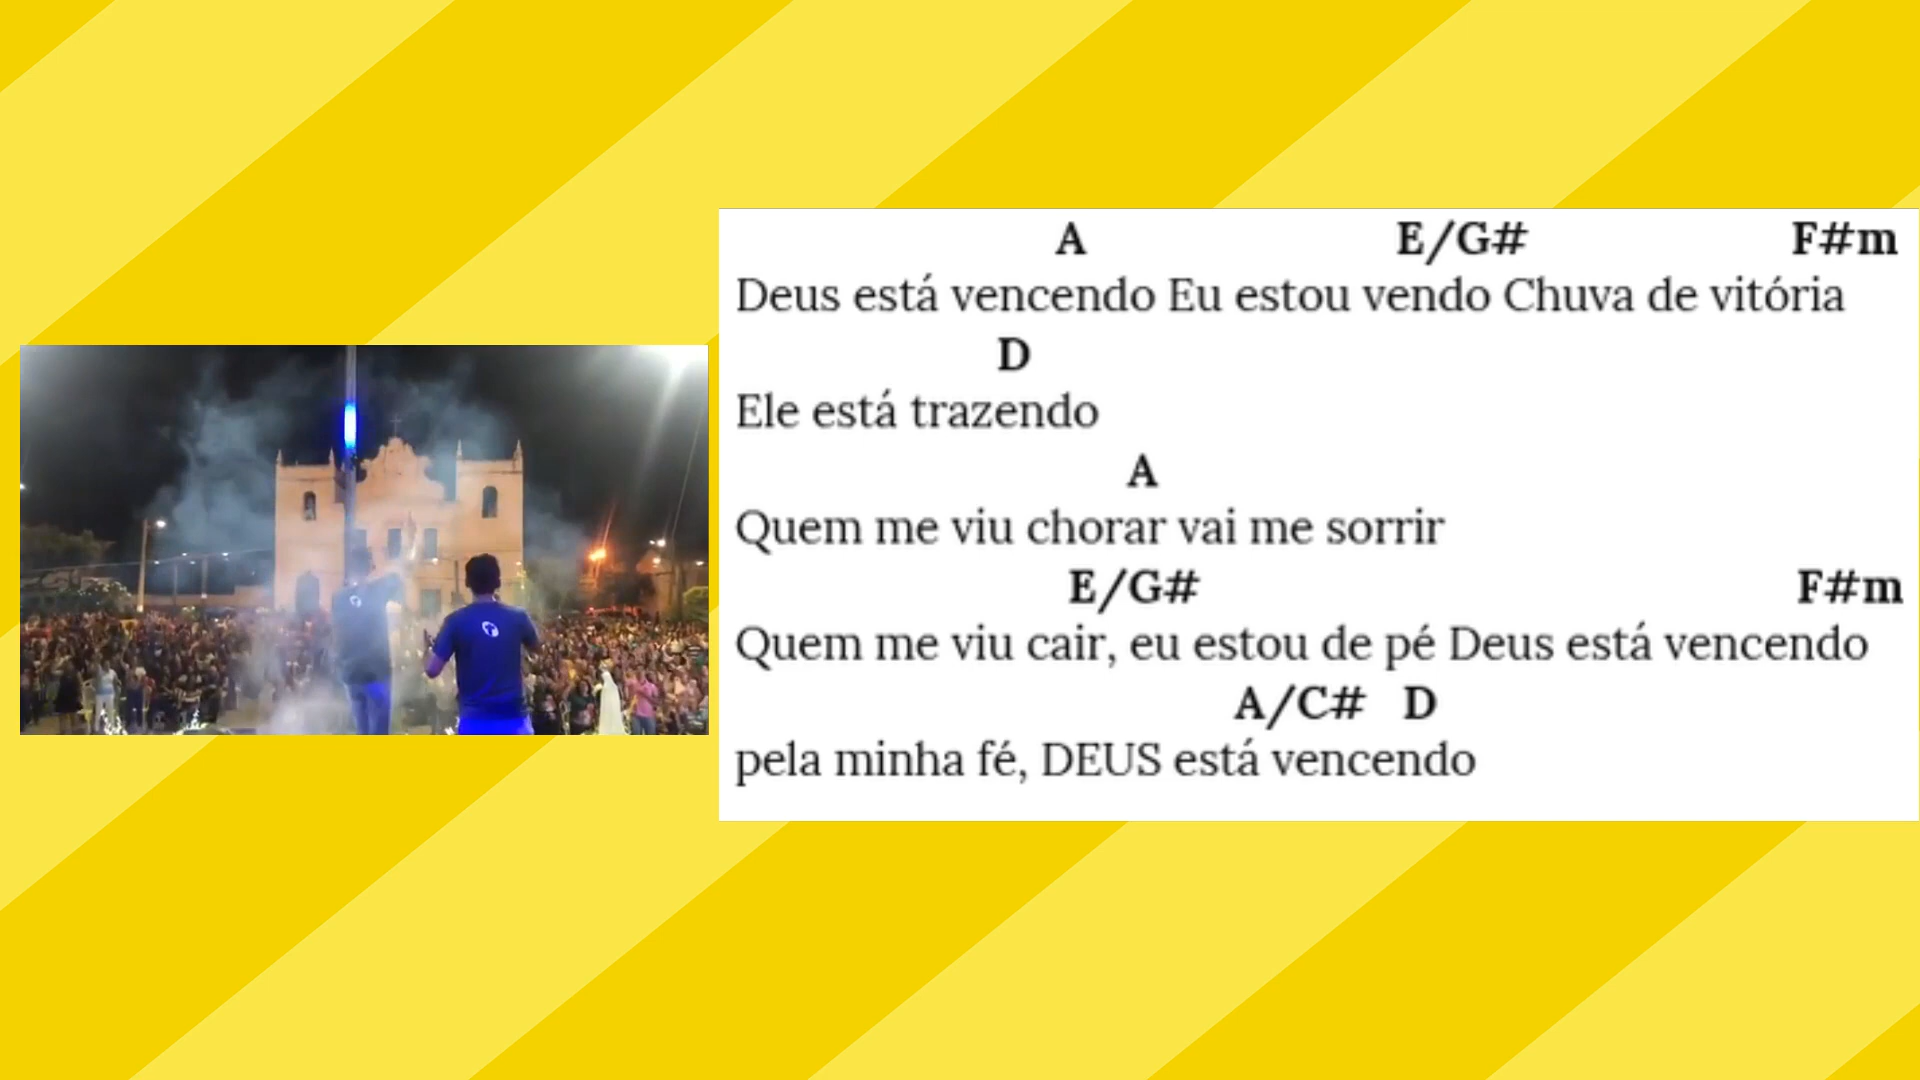 A E/G# F#m
Deus está vencendo Eu estou vendo Chuva de vitória
D
Ele está trazendo
A
Quem me viu chorar vai me sorrir
E/G# F#m
Quem me viu cair, eu estou de pé Deus está vencendo
A/C# D
pela minha fé, DEUS está vencendo